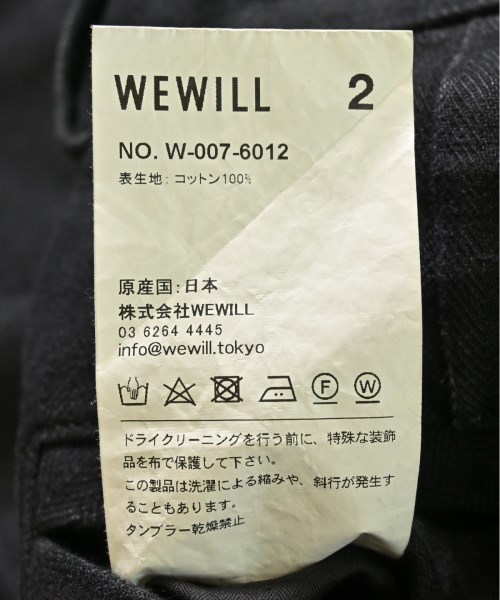 WEWILL 2
NO. W-007-6012
表生地: コットン100%
原産国:日本
株式会社WEWILL
03 6264 4445
info@wewill.tokyo
F W
ドライクリーニングを行う前に、特殊な装飾
品を布で保護して下さい。
この製品は洗濯による縮みや、斜行が発生す
ることもあります。
タンブラー乾燥禁止